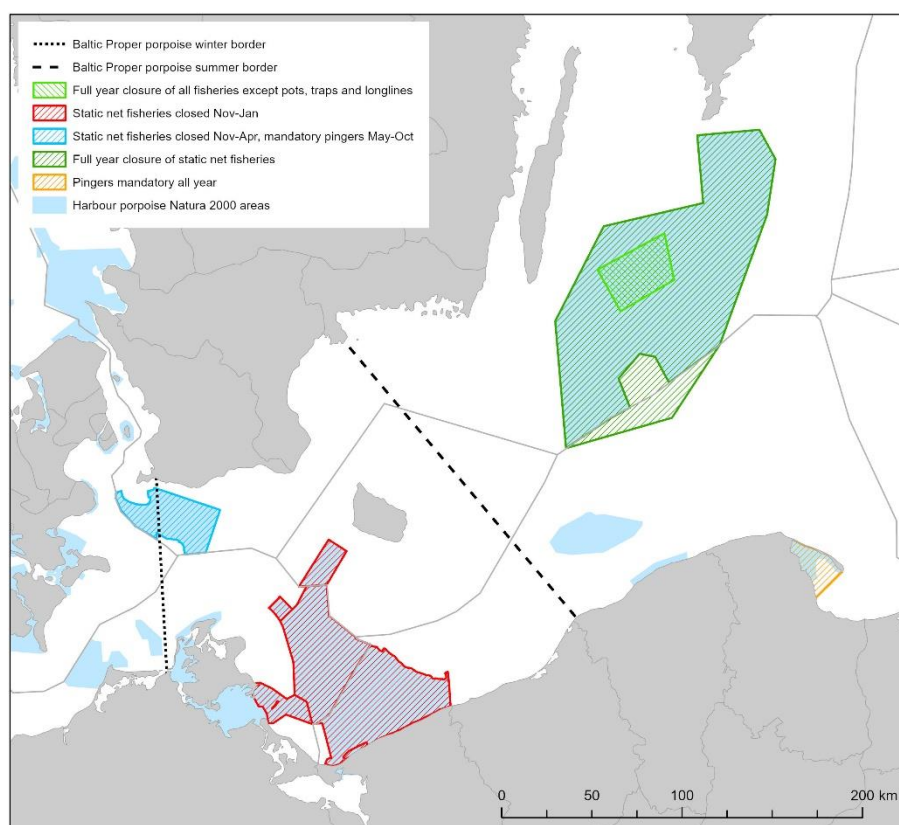 Baltic Proper porpoise winter border
Baltic Proper porpoise summer border
Full year closure of all fisheries except pots, traps and longlines
Static net fisheries closed Nov-Jan
Static net fisheries closed Nov-Apr, mandatory pingers May-Oct
Full year closure of static net fisheries
Pingers mandatory all year
Harbour porpoise Natura 2000 areas
0 50 100 200 km